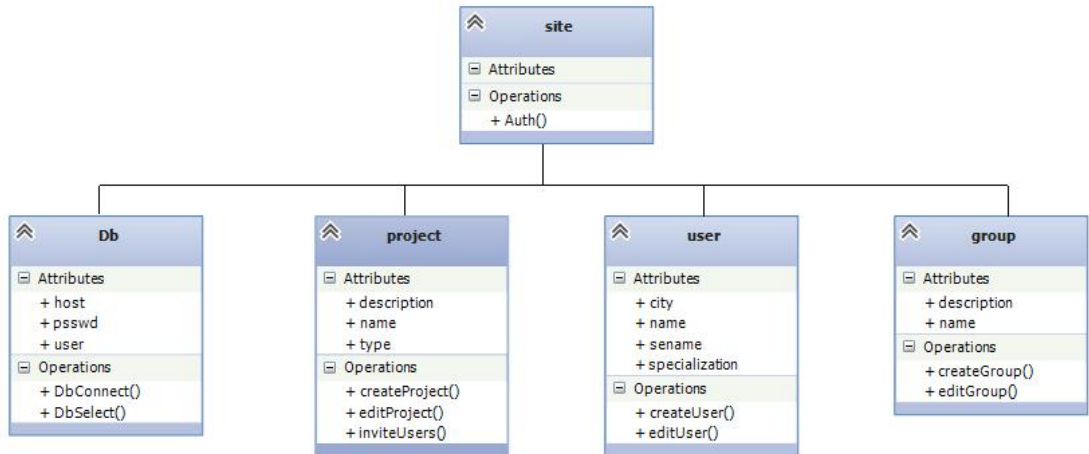 site
Attributes
Operations
+ Auth()
Db
Attributes
+ host
+ psswd
+ user
Operations
+ DbConnect()
+ DbSelect()
project
Attributes
+ description
+ name
+ type
Operations
+ createProject()
+ editProject()
+ inviteUsers()
user
Attributes
+ city
+ name
+ sename
+ specialization
Operations
+ createUser()
+ editUser()
group
Attributes
+ description
+ name
Operations
+ createGroup()
+ editGroup()